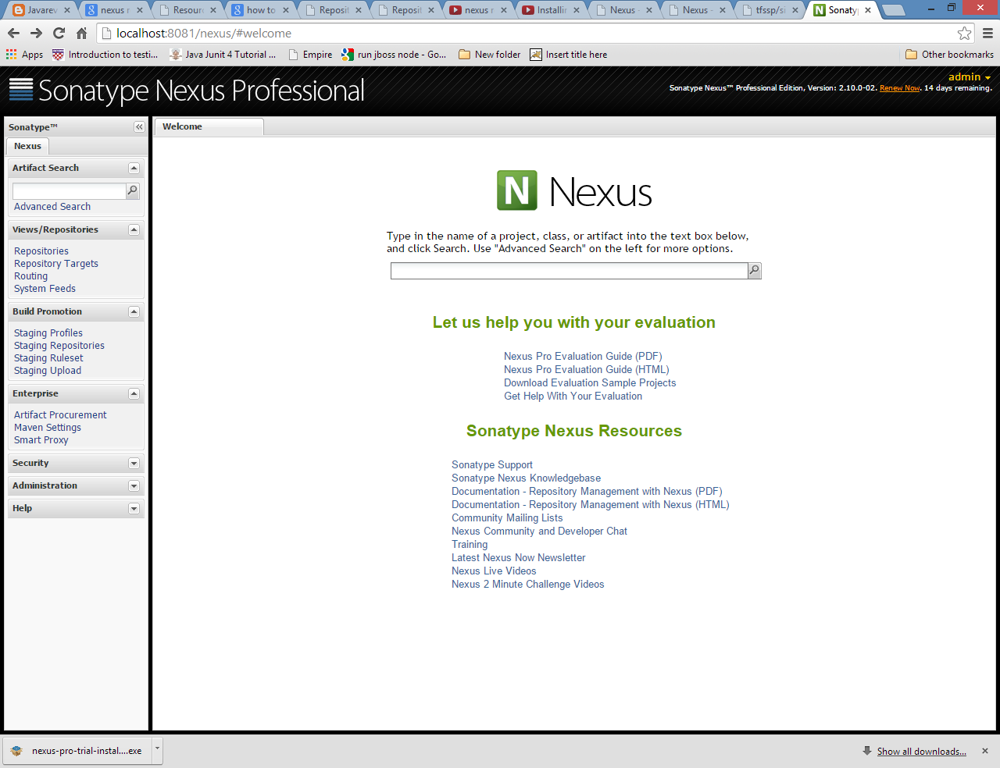 Javarev
nexus r
Resour
how to
Reposit
Reposit
nexus r
Installin
Nexus -
Nexus -
tfssp/si
Sonaty
localhost:8081/nexus/#welcome
Apps
Introduction to testi...
Java Junit 4 Tutorial ...
Empire
run jboss node - Go...
New folder
Insert title here
Other bookmarks
Sonatype Nexus Professional
admin
Sonatype Nexus™ Professional Edition, Version: 2.10.0-02. Renew Now. 14 days remaining.
Sonatype™
Nexus
Artifact Search
Advanced Search
Views/Repositories
Repositories
Repository Targets
Routing
System Feeds
Build Promotion
Staging Profiles
Staging Repositories
Staging Ruleset
Staging Upload
Enterprise
Artifact Procurement
Maven Settings
Smart Proxy
Security
Administration
Help
Welcome
N Nexus
Type in the name of a project, class, or artifact into the text box below,
and click Search. Use "Advanced Search" on the left for more options.
Let us help you with your evaluation
Nexus Pro Evaluation Guide (PDF)
Nexus Pro Evaluation Guide (HTML)
Download Evaluation Sample Projects
Get Help With Your Evaluation
Sonatype Nexus Resources
Sonatype Support
Sonatype Nexus Knowledgebase
Documentation - Repository Management with Nexus (PDF)
Documentation - Repository Management with Nexus (HTML)
Community Mailing Lists
Nexus Community and Developer Chat
Training
Latest Nexus Now Newsletter
Nexus Live Videos
Nexus 2 Minute Challenge Videos
nexus-pro-trial-instal....exe
Show all downloads...